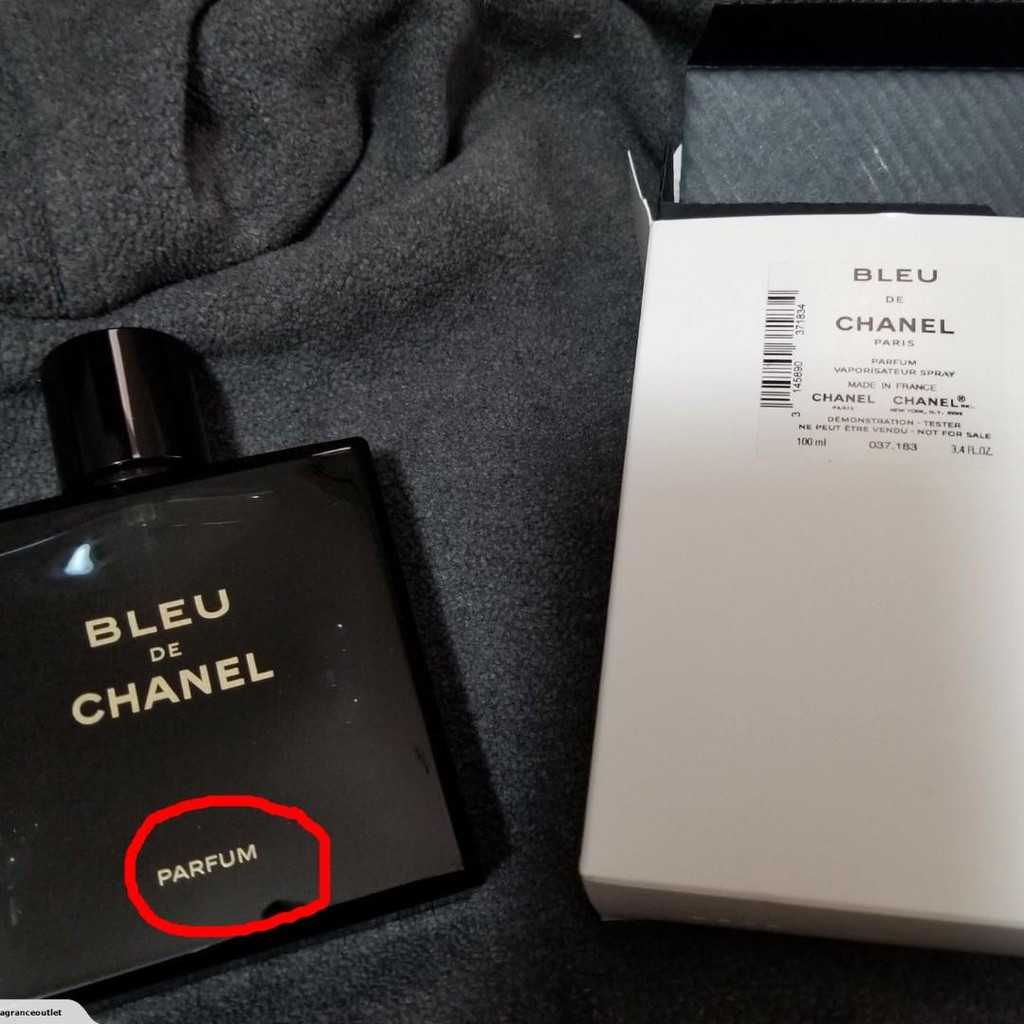 BLEU
DE
CHANEL
PARFUM
BLEU
DE
CHANEL
PARIS
PARFUM
VAPORISATEUR SPRAY
MADE IN FRANCE
CHANEL CHANEL®
PARIS NEW YORK, N.Y.
DÉMONSTRATION - TESTER
NE PEUT ÊTRE VENDU - NOT FOR SALE
100 ml 037.183 3.4 FL.OZ.
3 145890 371834
agranceoutlet